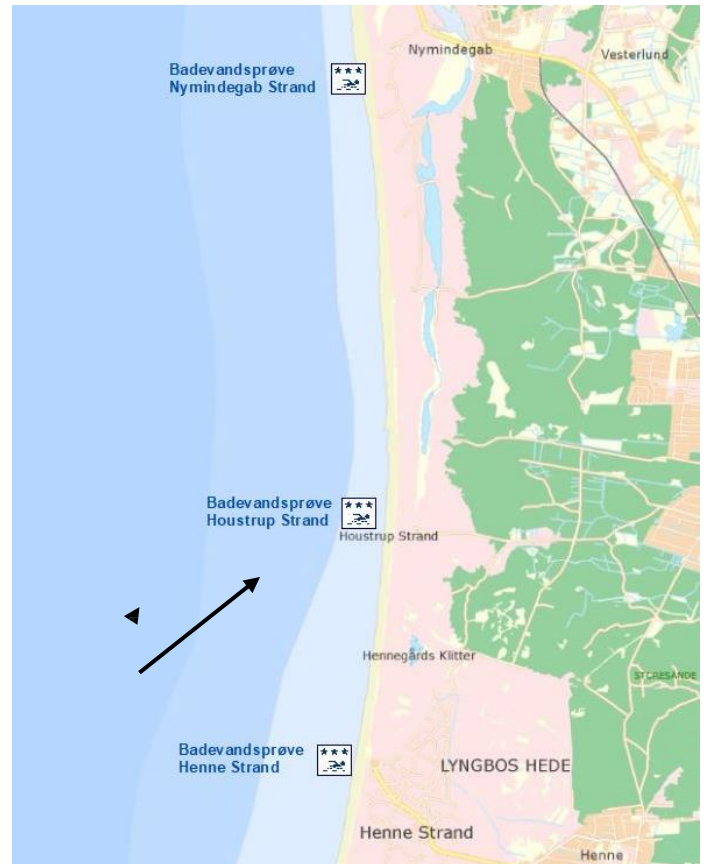 Nymindegab
Vesterlund
Badevandsprøve
Nymindegab Strand
Badevandsprøve
Houstrup Strand
Houstrup Strand
Hennegårds Klitter
STORESANDE
Badevandsprøve
Henne Strand
LYNGBOS HEDE
Henne Strand
Henne